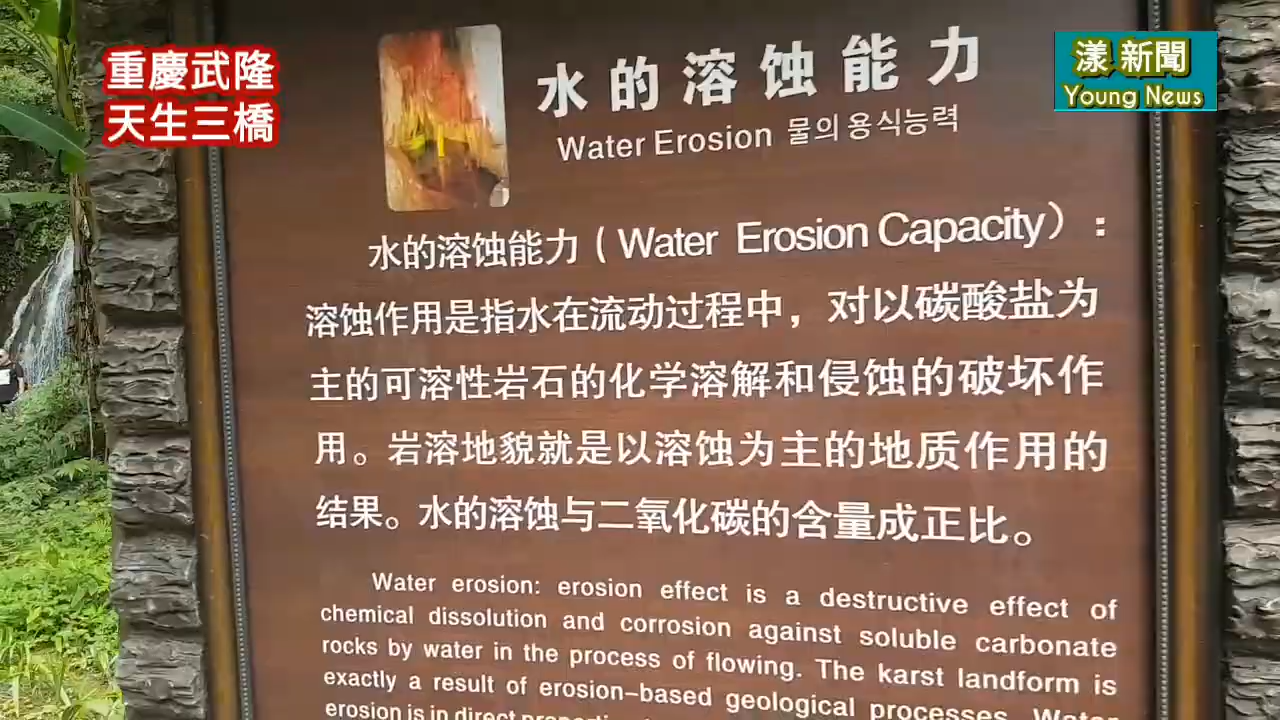 重慶武隆
天生三橋
漾 新聞
Young News
水的溶蚀能力
Water Erosion 물의 용식능력
水的溶蚀能力（Water Erosion Capacity）：
溶蚀作用是指水在流动过程中，对以碳酸盐为
主的可溶性岩石的化学溶解和侵蚀的破坏作
用。岩溶地貌就是以溶蚀为主的地质作用的
结果。水的溶蚀与二氧化碳的含量成正比。
Water erosion: erosion effect is a destructive effect of
chemical dissolution and corrosion against soluble carbonate
rocks by water in the process of flowing. The karst landform is
exactly a result of erosion–based geological processes. Water
erosion is in direct